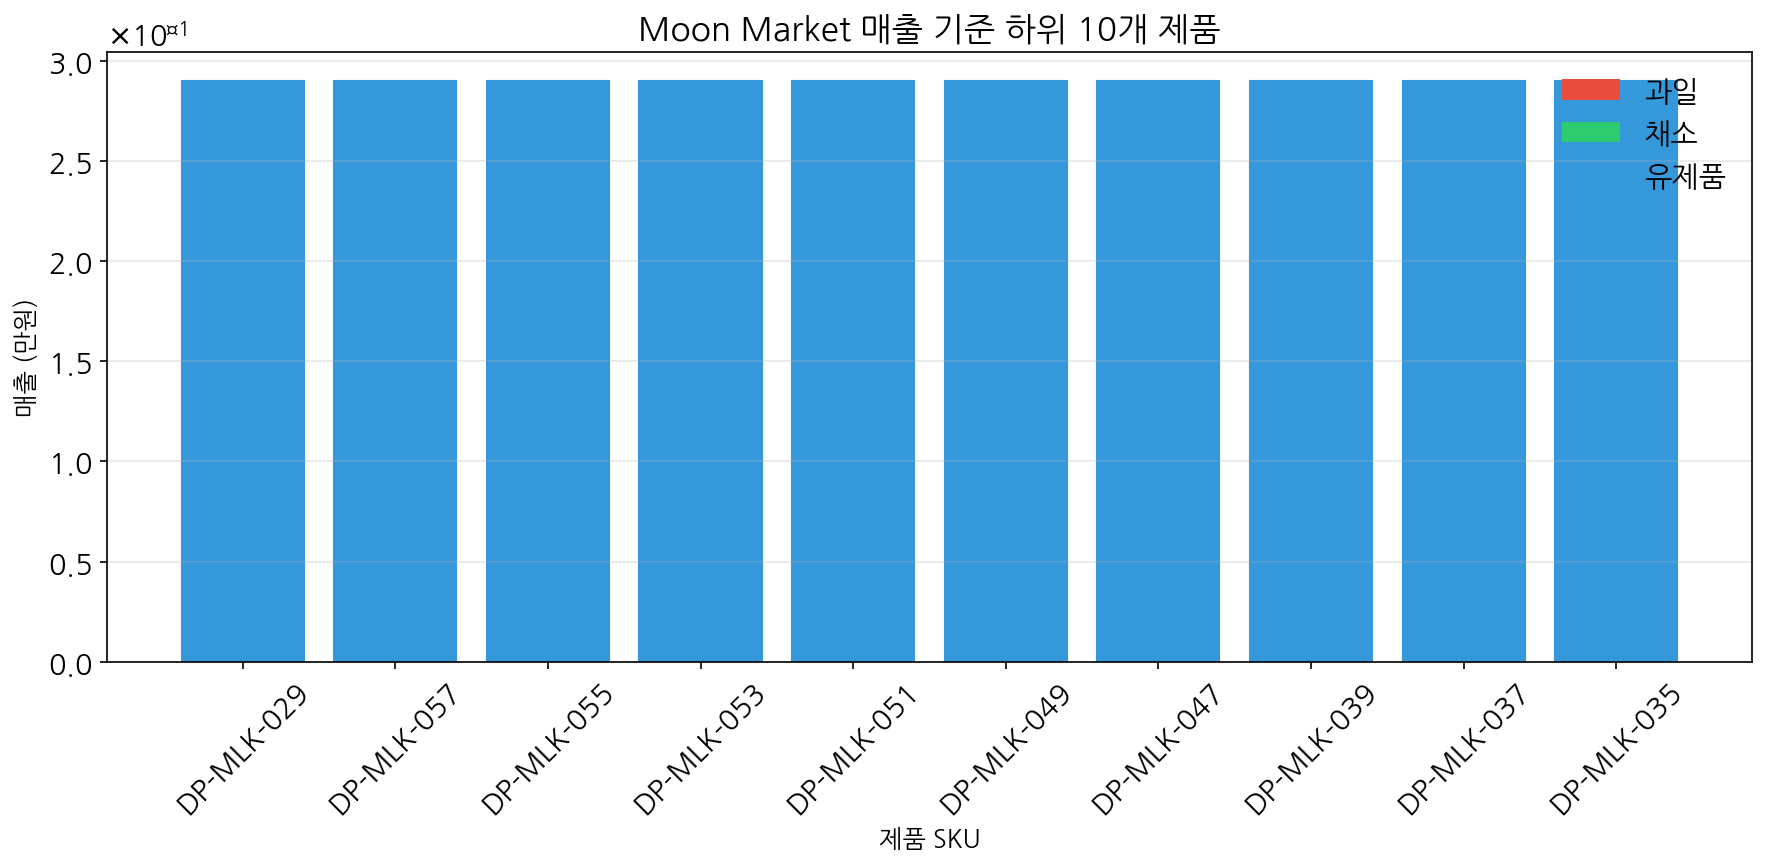 Moon Market 매출 기준 하위 10개 제품
×10¤1
3.0
2.5
2.0
1.5
1.0
0.5
0.0
매출 (만원)
과일
채소
유제품
DP-MLK-029
DP-MLK-057
DP-MLK-055
DP-MLK-053
DP-MLK-051
DP-MLK-049
DP-MLK-047
DP-MLK-039
DP-MLK-037
DP-MLK-035
제품 SKU